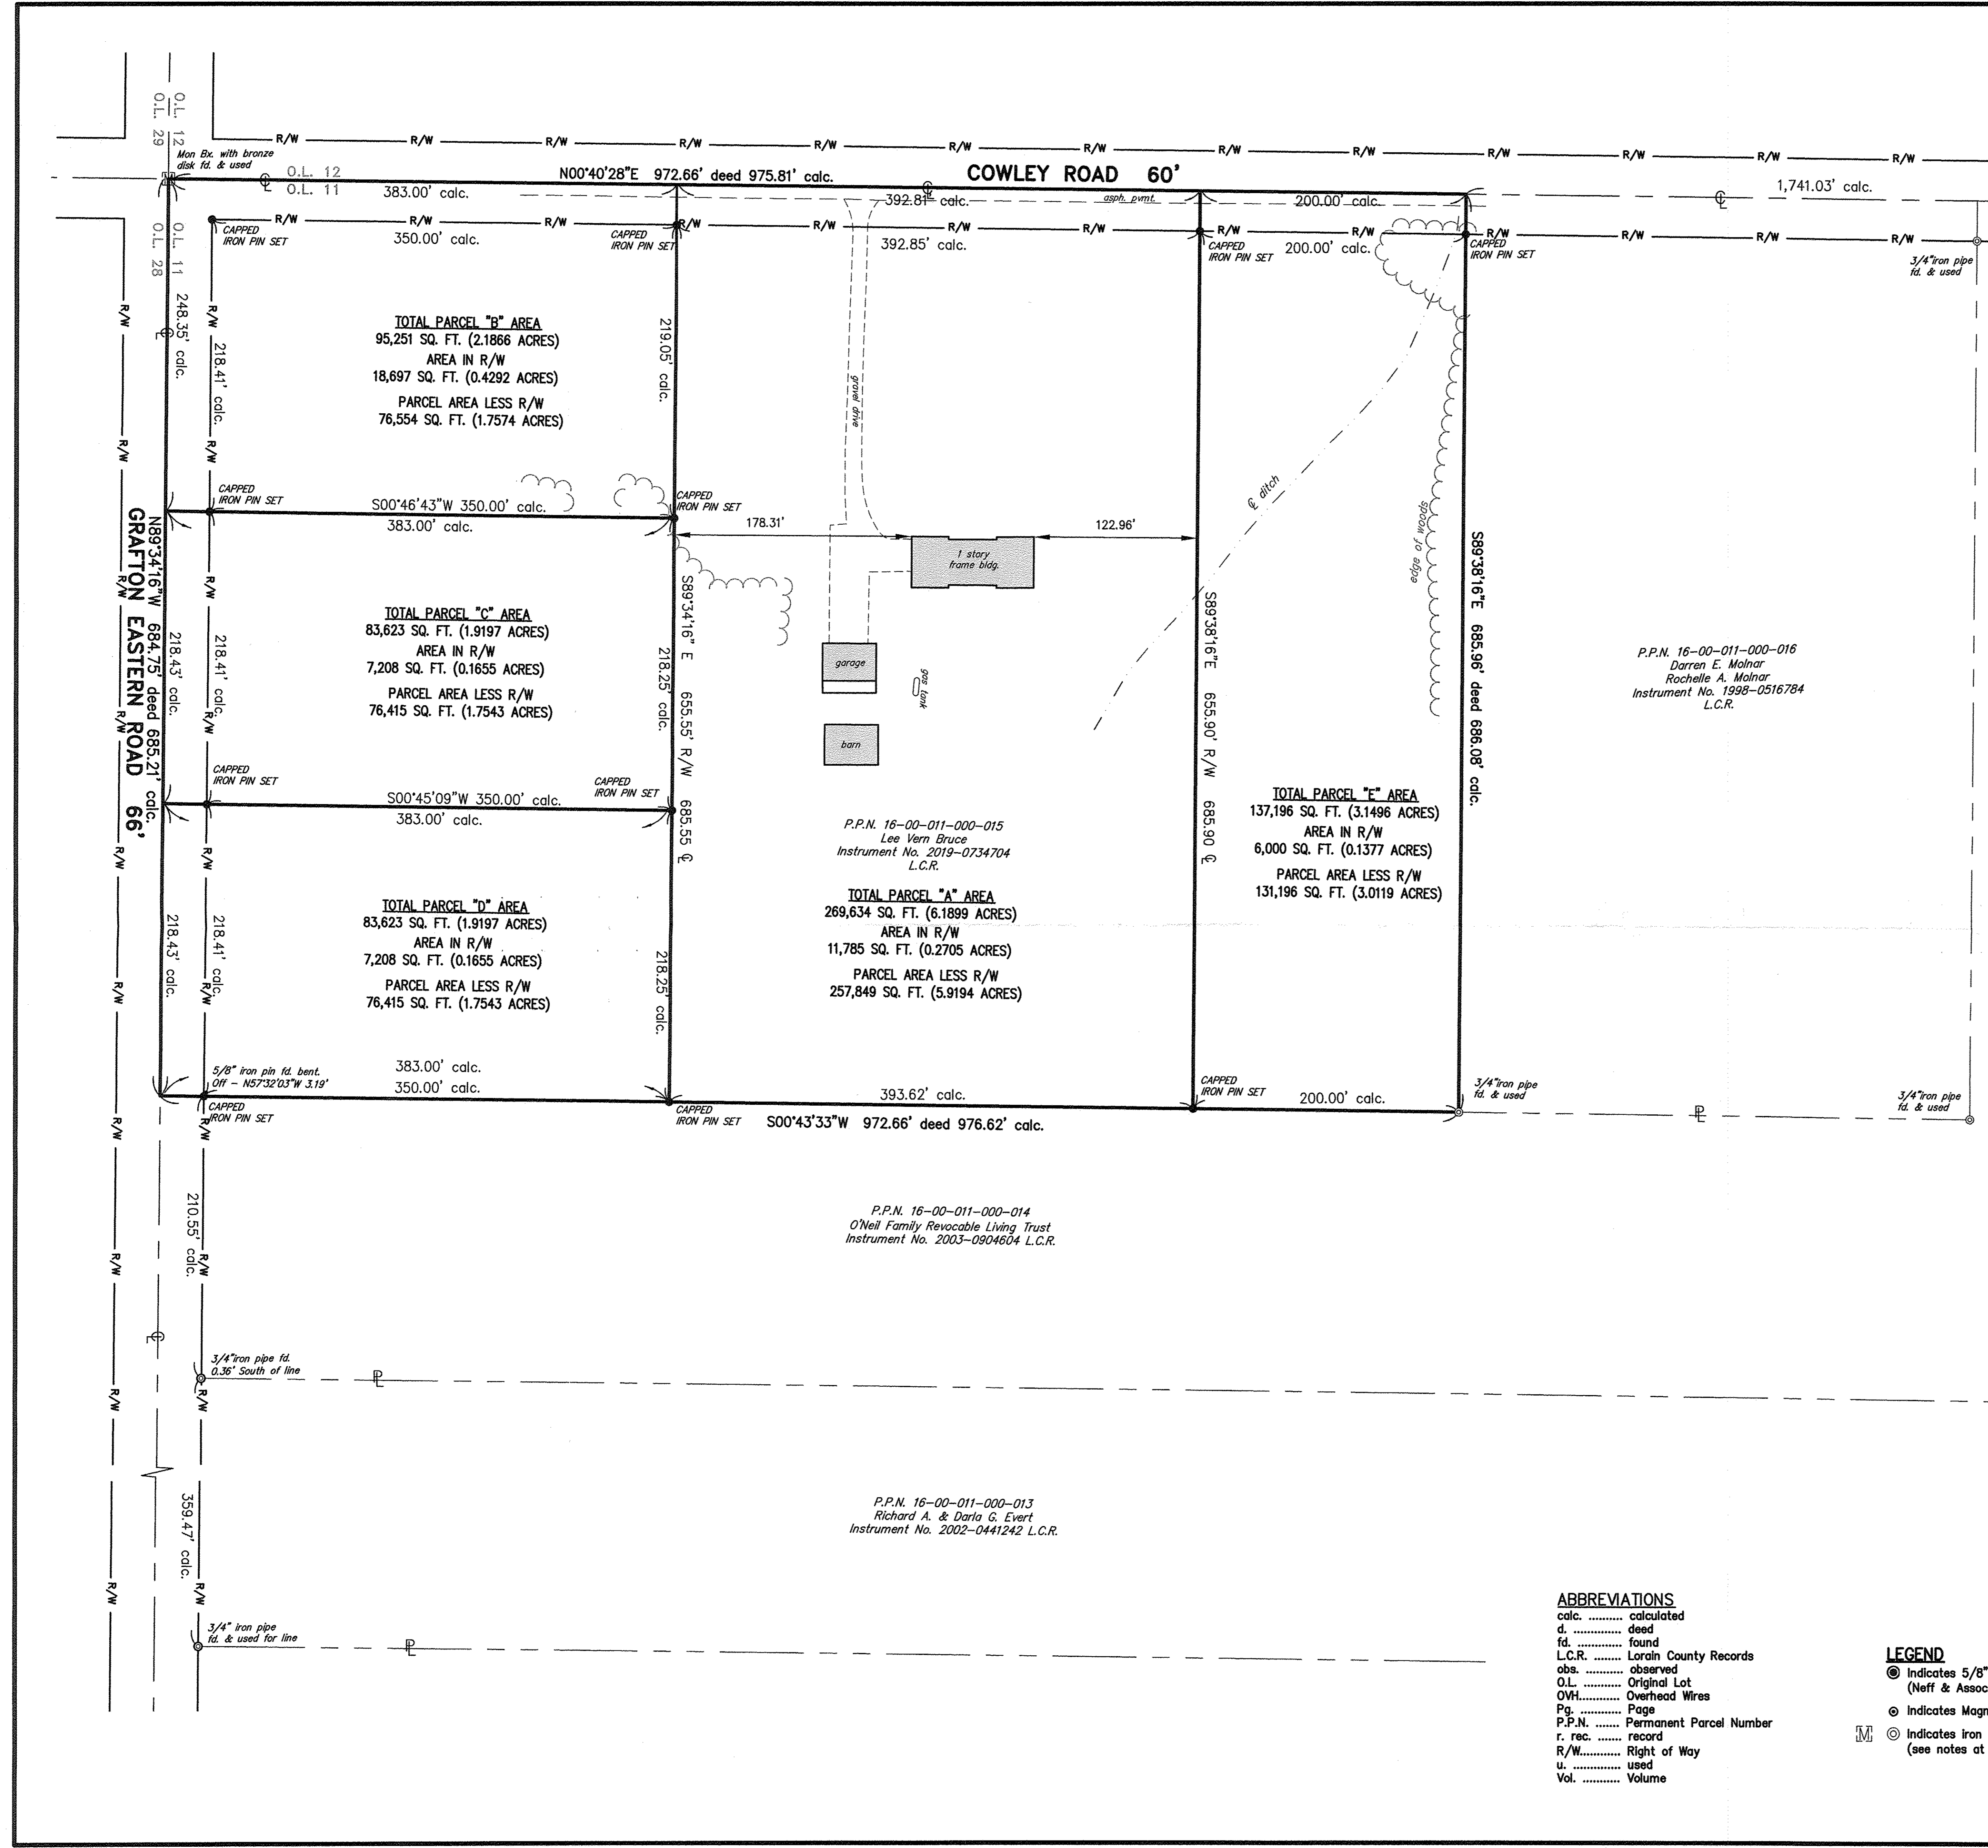 O.L. 12
O.L. 29
Mon Bx. with bronze
disk fd. & used
R/W R/W R/W R/W R/W R/W R/W R/W R/W R/W R/W R/W R/W
O.L. 12
O.L. 11
N00°40'28"E 972.66' deed 975.81' calc.
COWLEY ROAD 60'
383.00' calc.
392.81' calc.
asph. pvmt.
200.00' calc.
1,741.03' calc.
R/W R/W R/W R/W R/W R/W R/W R/W R/W R/W R/W R/W R/W
CAPPED
IRON PIN SET
350.00' calc.
CAPPED
IRON PIN SET
392.85' calc.
CAPPED
IRON PIN SET
200.00' calc.
CAPPED
IRON PIN SET
3/4"iron pipe
fd. & used
O.L. 11
O.L. 28
248.35' calc.
218.41' calc.
TOTAL PARCEL "B" AREA
95,251 SQ. FT. (2.1866 ACRES)
AREA IN R/W
18,697 SQ. FT. (0.4292 ACRES)
PARCEL AREA LESS R/W
76,554 SQ. FT. (1.7574 ACRES)
219.05' calc.
gravel drive
℄ ditch
edge of woods
CAPPED
IRON PIN SET
S00°46'43"W 350.00' calc.
383.00' calc.
CAPPED
IRON PIN SET
178.31'
122.96'
1 story
frame bldg.
N89°34'16"W 684.75' deed 685.21' calc.
GRAFTON EASTERN ROAD 66'
R/W R/W R/W R/W R/W R/W R/W R/W R/W R/W R/W
R/W R/W R/W R/W R/W R/W R/W R/W R/W R/W R/W
218.43' calc.
218.41' calc.
TOTAL PARCEL "C" AREA
83,623 SQ. FT. (1.9197 ACRES)
AREA IN R/W
7,208 SQ. FT. (0.1655 ACRES)
PARCEL AREA LESS R/W
76,415 SQ. FT. (1.7543 ACRES)
218.25' calc.
S89°34'16" E 655.55' R/W 685.55 ℄
garage
gas tank
barn
S89°38'16"E 655.90' R/W 685.90 ℄
S89°38'16"E 685.96' deed 686.08' calc.
P.P.N. 16-00-011-000-016
Darren E. Molnar
Rochelle A. Molnar
Instrument No. 1998-0516784
L.C.R.
CAPPED
IRON PIN SET
S00°45'09"W 350.00' calc.
383.00' calc.
CAPPED
IRON PIN SET
P.P.N. 16-00-011-000-015
Lee Vern Bruce
Instrument No. 2019-0734704
L.C.R.
TOTAL PARCEL "E" AREA
137,196 SQ. FT. (3.1496 ACRES)
AREA IN R/W
6,000 SQ. FT. (0.1377 ACRES)
PARCEL AREA LESS R/W
131,196 SQ. FT. (3.0119 ACRES)
218.43' calc.
218.41' calc.
TOTAL PARCEL "D" AREA
83,623 SQ. FT. (1.9197 ACRES)
AREA IN R/W
7,208 SQ. FT. (0.1655 ACRES)
PARCEL AREA LESS R/W
76,415 SQ. FT. (1.7543 ACRES)
218.25' calc.
TOTAL PARCEL "A" AREA
269,634 SQ. FT. (6.1899 ACRES)
AREA IN R/W
11,785 SQ. FT. (0.2705 ACRES)
PARCEL AREA LESS R/W
257,849 SQ. FT. (5.9194 ACRES)
5/8" iron pin fd. bent.
Off - N57°32'03"W 3.19'
383.00' calc.
350.00' calc.
CAPPED
IRON PIN SET
CAPPED
IRON PIN SET
393.62' calc.
S00°43'33"W 972.66' deed 976.62' calc.
CAPPED
IRON PIN SET
200.00' calc.
3/4"iron pipe
fd. & used
3/4"iron pipe
fd. & used
210.55' calc.
P.P.N. 16-00-011-000-014
O'Neil Family Revocable Living Trust
Instrument No. 2003-0904604 L.C.R.
3/4"iron pipe fd.
0.36' South of line
359.47' calc.
P.P.N. 16-00-011-000-013
Richard A. & Darla G. Evert
Instrument No. 2002-0441242 L.C.R.
3/4" iron pipe
fd. & used for line
ABBREVIATIONS
calc. .......... calculated
d. .............. deed
fd. ............. found
L.C.R. ........ Lorain County Records
obs. ........... observed
O.L. ........... Original Lot
OVH............ Overhead Wires
Pg. ............ Page
P.P.N. ....... Permanent Parcel Number
r. rec. ....... record
R/W............ Right of Way
u. .............. used
Vol. ........... Volume
LEGEND
Indicates 5/8"
(Neff & Assoc
Indicates Magn
M Indicates iron
(see notes at